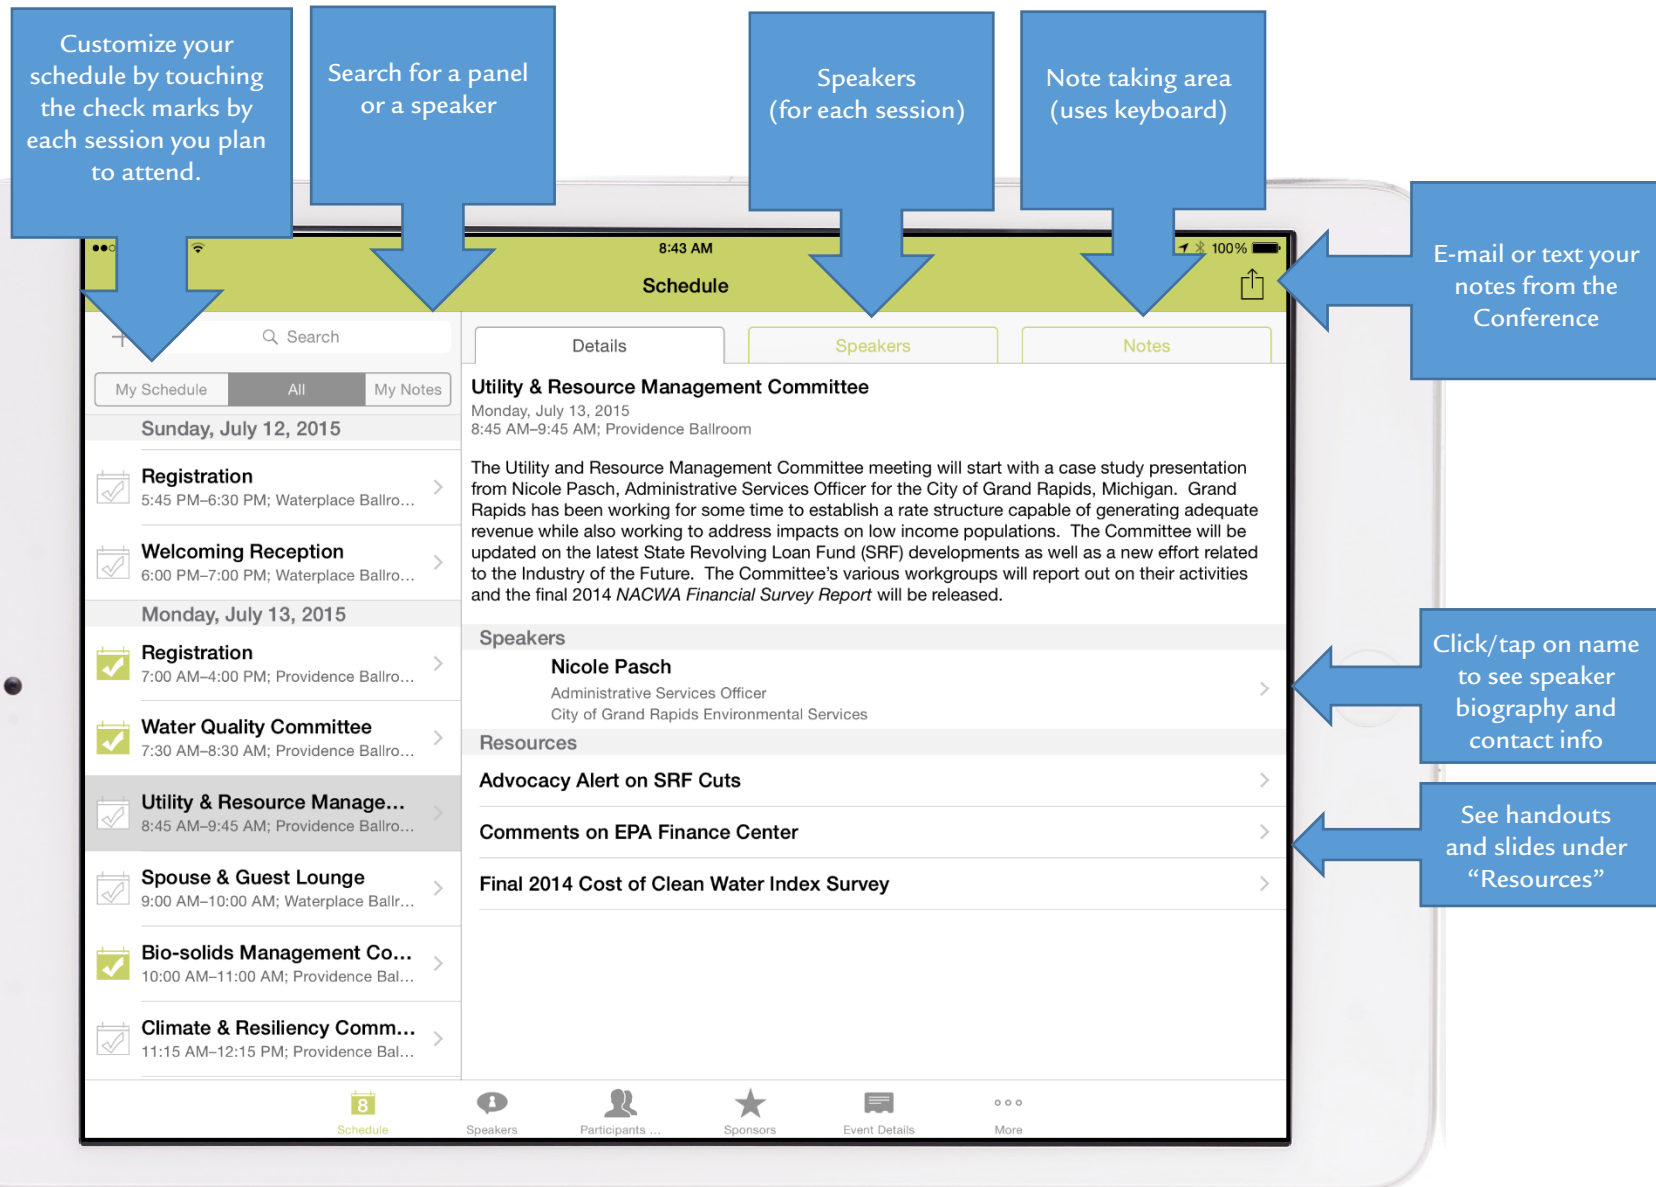 Customize your
schedule by touching
the check marks by
each session you plan
to attend.
Search for a panel
or a speaker
Speakers
(for each session)
Note taking area
(uses keyboard)
E-mail or text your
notes from the
Conference
8:43 AM
100%
Schedule
Search
My Schedule
All
My Notes
Sunday, July 12, 2015
Registration
5:45 PM–6:30 PM; Waterplace Ballro...
Welcoming Reception
6:00 PM–7:00 PM; Waterplace Ballro...
Monday, July 13, 2015
Registration
7:00 AM–4:00 PM; Providence Ballro...
Water Quality Committee
7:30 AM–8:30 AM; Providence Ballro...
Utility & Resource Manage...
8:45 AM–9:45 AM; Providence Ballro...
Spouse & Guest Lounge
9:00 AM–10:00 AM; Waterplace Ballr...
Bio-solids Management Co...
10:00 AM–11:00 AM; Providence Bal...
Climate & Resiliency Comm...
11:15 AM–12:15 PM; Providence Bal...
Details
Speakers
Notes
Utility & Resource Management Committee
Monday, July 13, 2015
8:45 AM–9:45 AM; Providence Ballroom
The Utility and Resource Management Committee meeting will start with a case study presentation
from Nicole Pasch, Administrative Services Officer for the City of Grand Rapids, Michigan.  Grand
Rapids has been working for some time to establish a rate structure capable of generating adequate
revenue while also working to address impacts on low income populations.  The Committee will be
updated on the latest State Revolving Loan Fund (SRF) developments as well as a new effort related
to the Industry of the Future.  The Committee's various workgroups will report out on their activities
and the final 2014 NACWA Financial Survey Report will be released.
Speakers
Nicole Pasch
Administrative Services Officer
City of Grand Rapids Environmental Services
Resources
Advocacy Alert on SRF Cuts
Comments on EPA Finance Center
Final 2014 Cost of Clean Water Index Survey
Click/tap on name
to see speaker
biography and
contact info
See handouts
and slides under
“Resources”
8
Schedule
Speakers
Participants ...
Sponsors
Event Details
More